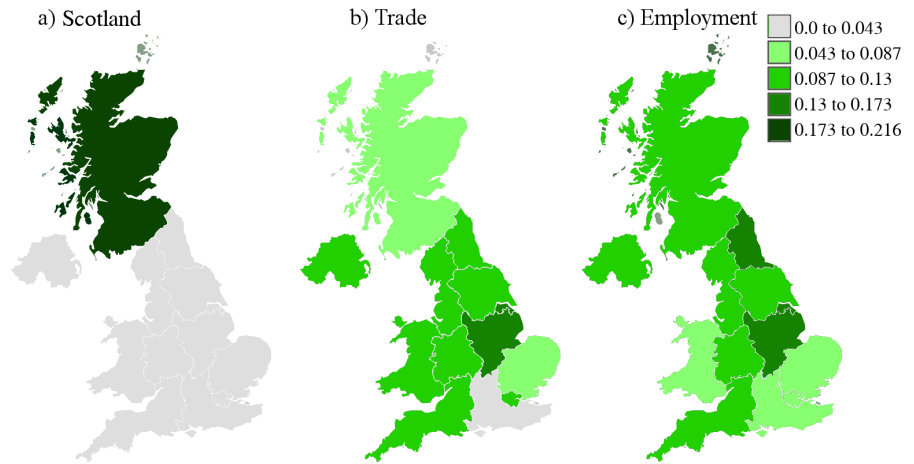 a) Scotland
b) Trade
c) Employment
0.0 to 0.043
0.043 to 0.087
0.087 to 0.13
0.13 to 0.173
0.173 to 0.216